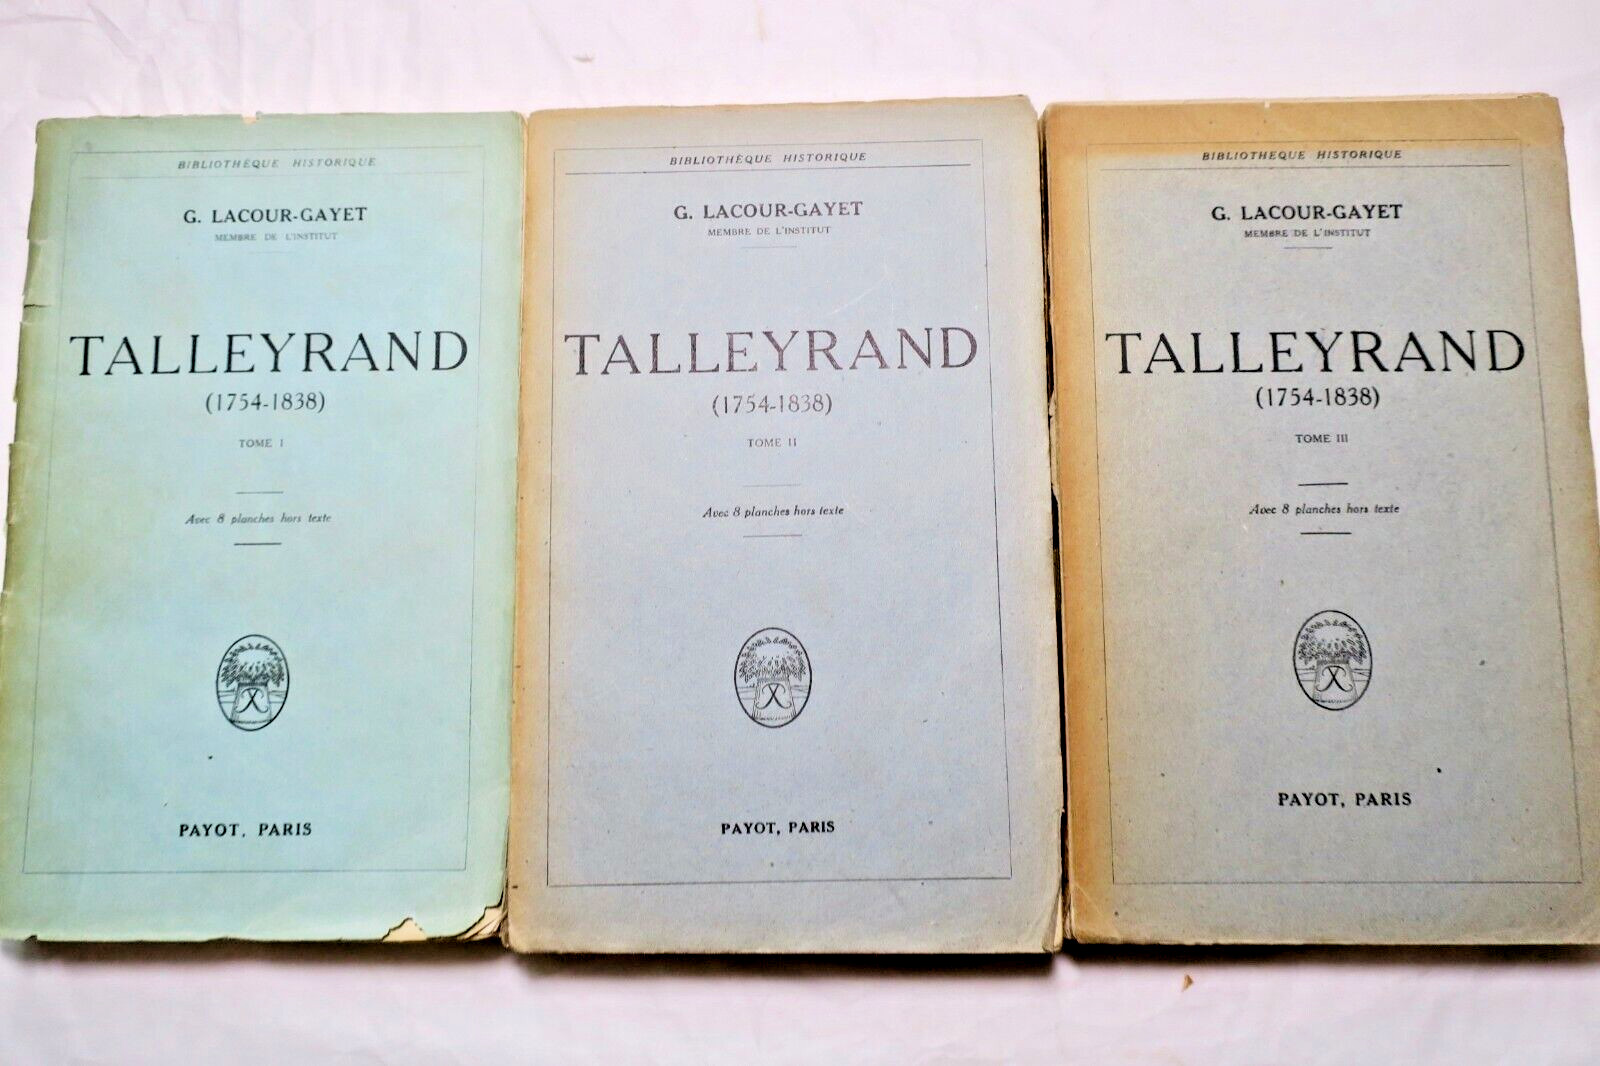 BIBLIOTHÈQUE HISTORIQUE
G. LACOUR-GAYET
MEMBRE DE L'INSTITUT
TALLEYRAND
(1754-1838)
TOME I
Avec 8 planches hors texte
PAYOT, PARIS
BIBLIOTHÈQUE HISTORIQUE
G. LACOUR-GAYET
MEMBRE DE L'INSTITUT
TALLEYRAND
(1754-1838)
TOME II
Avec 8 planches hors texte
PAYOT, PARIS
BIBLIOTHEQUE HISTORIQUE
G. LACOUR-GAYET
MEMBRE DE L'INSTITUT
TALLEYRAND
(1754-1838)
TOME III
Avec 8 planches hors texte
PAYOT, PARIS